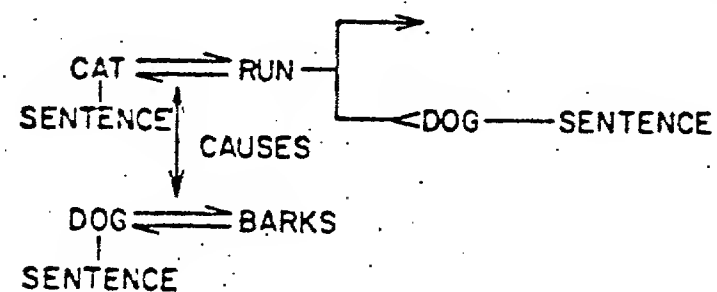 CAT RUN
SENTENCE DOG SENTENCE
CAUSES
DOG BARKS
SENTENCE